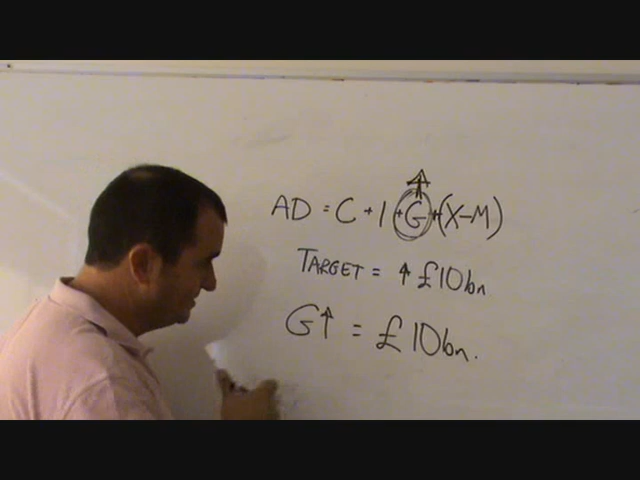 AD = C + I + G + (X-M)
TARGET = ↑ £10bn
G↑ = £10bn.